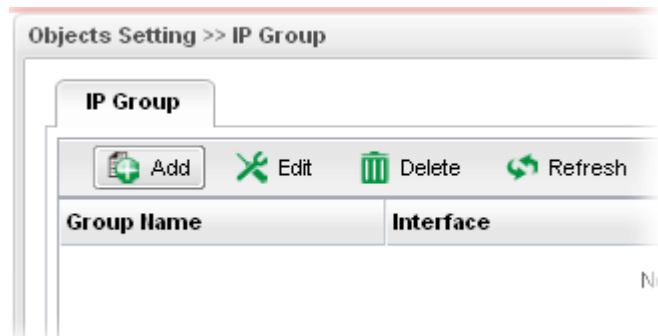 Objects Setting >> IP Group
IP Group
Add Edit Delete Refresh
Group Name Interface